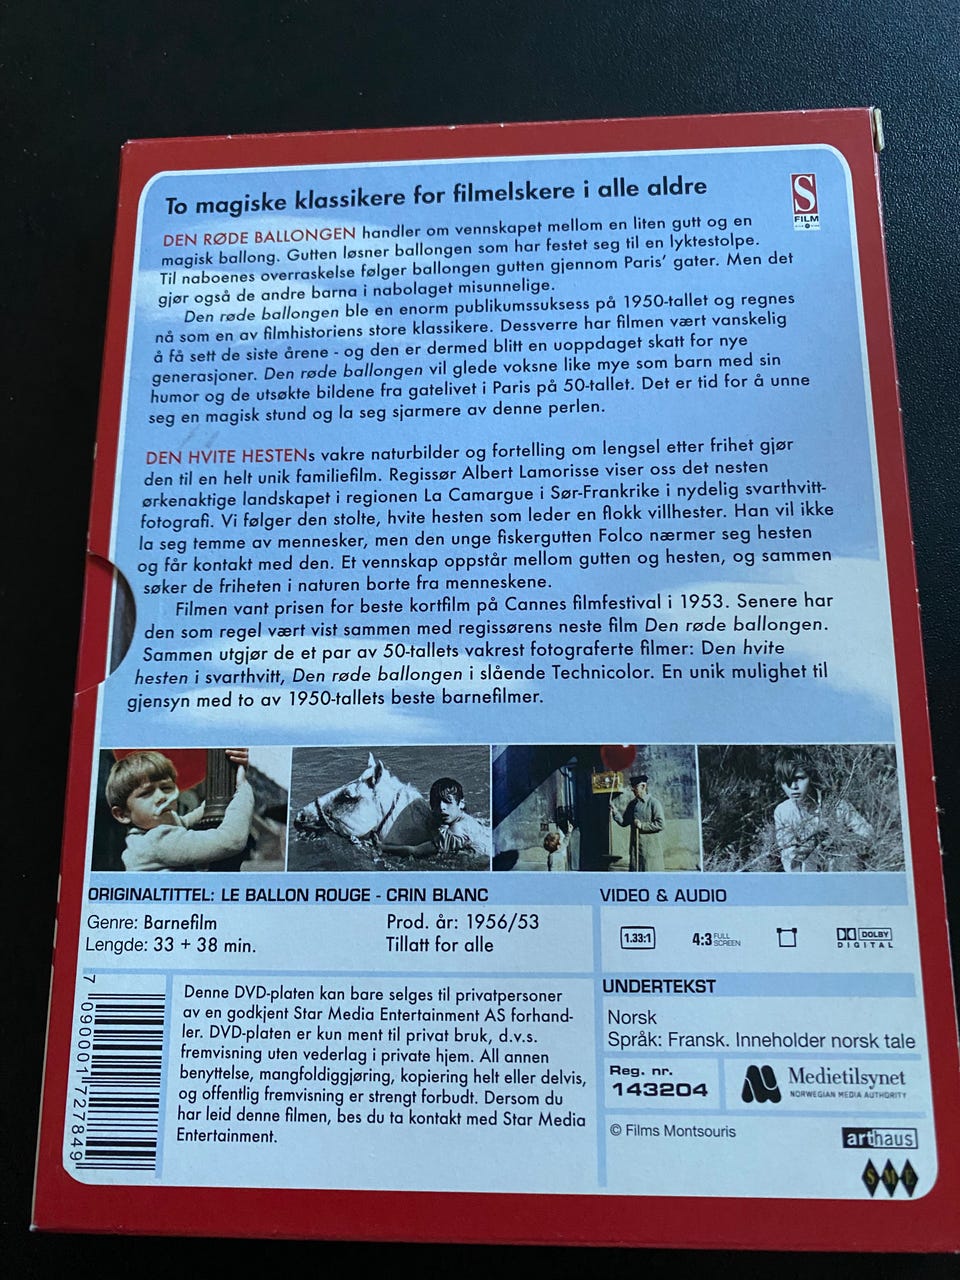 To magiske klassikere for filmelskere i alle aldre
S
FILM
DEN RØDE BALLONGEN handler om vennskapet mellom en liten gutt og en
magisk ballong. Gutten løsner ballongen som har festet seg til en lyktestolpe.
Til naboenes overraskelse følger ballongen gutten gjennom Paris’ gater. Men det
gjør også de andre barna i nabolaget misunnelige.
Den røde ballongen ble en enorm publikumssuksess på 1950-tallet og regnes
nå som en av filmhistoriens store klassikere. Dessverre har filmen vært vanskelig
å få sett de siste årene - og den er dermed blitt en uoppdaget skatt for nye
generasjoner. Den røde ballongen vil glede voksne like mye som barn med sin
humor og de utsøkte bildene fra gatelivet i Paris på 50-tallet. Det er tid for å unne
seg en magisk stund og la seg sjarmere av denne perlen.
DEN HVITE HESTENs vakre naturbilder og fortelling om lengsel etter frihet gjør
den til en helt unik familiefilm. Regissør Albert Lamorisse viser oss det nesten
ørkenaktige landskapet i regionen La Camargue i Sør-Frankrike i nydelig svarthvitt-
fotografi. Vi følger den stolte, hvite hesten som leder en flokk villhester. Han vil ikke
la seg temme av mennesker, men den unge fiskergutten Folco nærmer seg hesten
og får kontakt med den. Et vennskap oppstår mellom gutten og hesten, og sammen
søker de friheten i naturen borte fra menneskene.
Filmen vant prisen for beste kortfilm på Cannes filmfestival i 1953. Senere har
den som regel vært vist sammen med regissørens neste film Den røde ballongen.
Sammen utgjør de et par av 50-tallets vakrest fotograferte filmer: Den hvite
hesten i svarthvitt, Den røde ballongen i slående Technicolor. En unik mulighet til
gjensyn med to av 1950-tallets beste barnefilmer.
ORIGINALTITTEL: LE BALLON ROUGE - CRIN BLANC
Genre: Barnefilm
Prod. år: 1956/53
Lengde: 33 + 38 min.
Tillatt for alle
VIDEO & AUDIO
1.33:1
4:3 FULL SCREEN
DOLBY
DIGITAL
7 090001 727849
Denne DVD-platen kan bare selges til privatpersoner
av en godkjent Star Media Entertainment AS forhand-
ler. DVD-platen er kun ment til privat bruk, d.v.s.
fremvisning uten vederlag i private hjem. All annen
benyttelse, mangfoldiggjøring, kopiering helt eller delvis,
og offentlig fremvisning er strengt forbudt. Dersom du
har leid denne filmen, bes du ta kontakt med Star Media
Entertainment.
UNDERTEKST
Norsk
Språk: Fransk. Inneholder norsk tale
Reg. nr.
143204
Medietilsynet
NORWEGIAN MEDIA AUTHORITY
© Films Montsouris
arthaus
SME